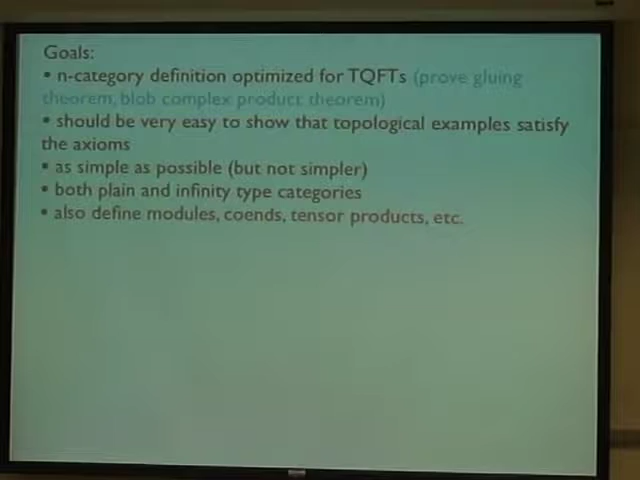 Goals:
• n-category definition optimized for TQFTs (prove gluing
theorem, blob complex product theorem)
• should be very easy to show that topological examples satisfy
the axioms
• as simple as possible (but not simpler)
• both plain and infinity type categories
• also define modules, coends, tensor products, etc.